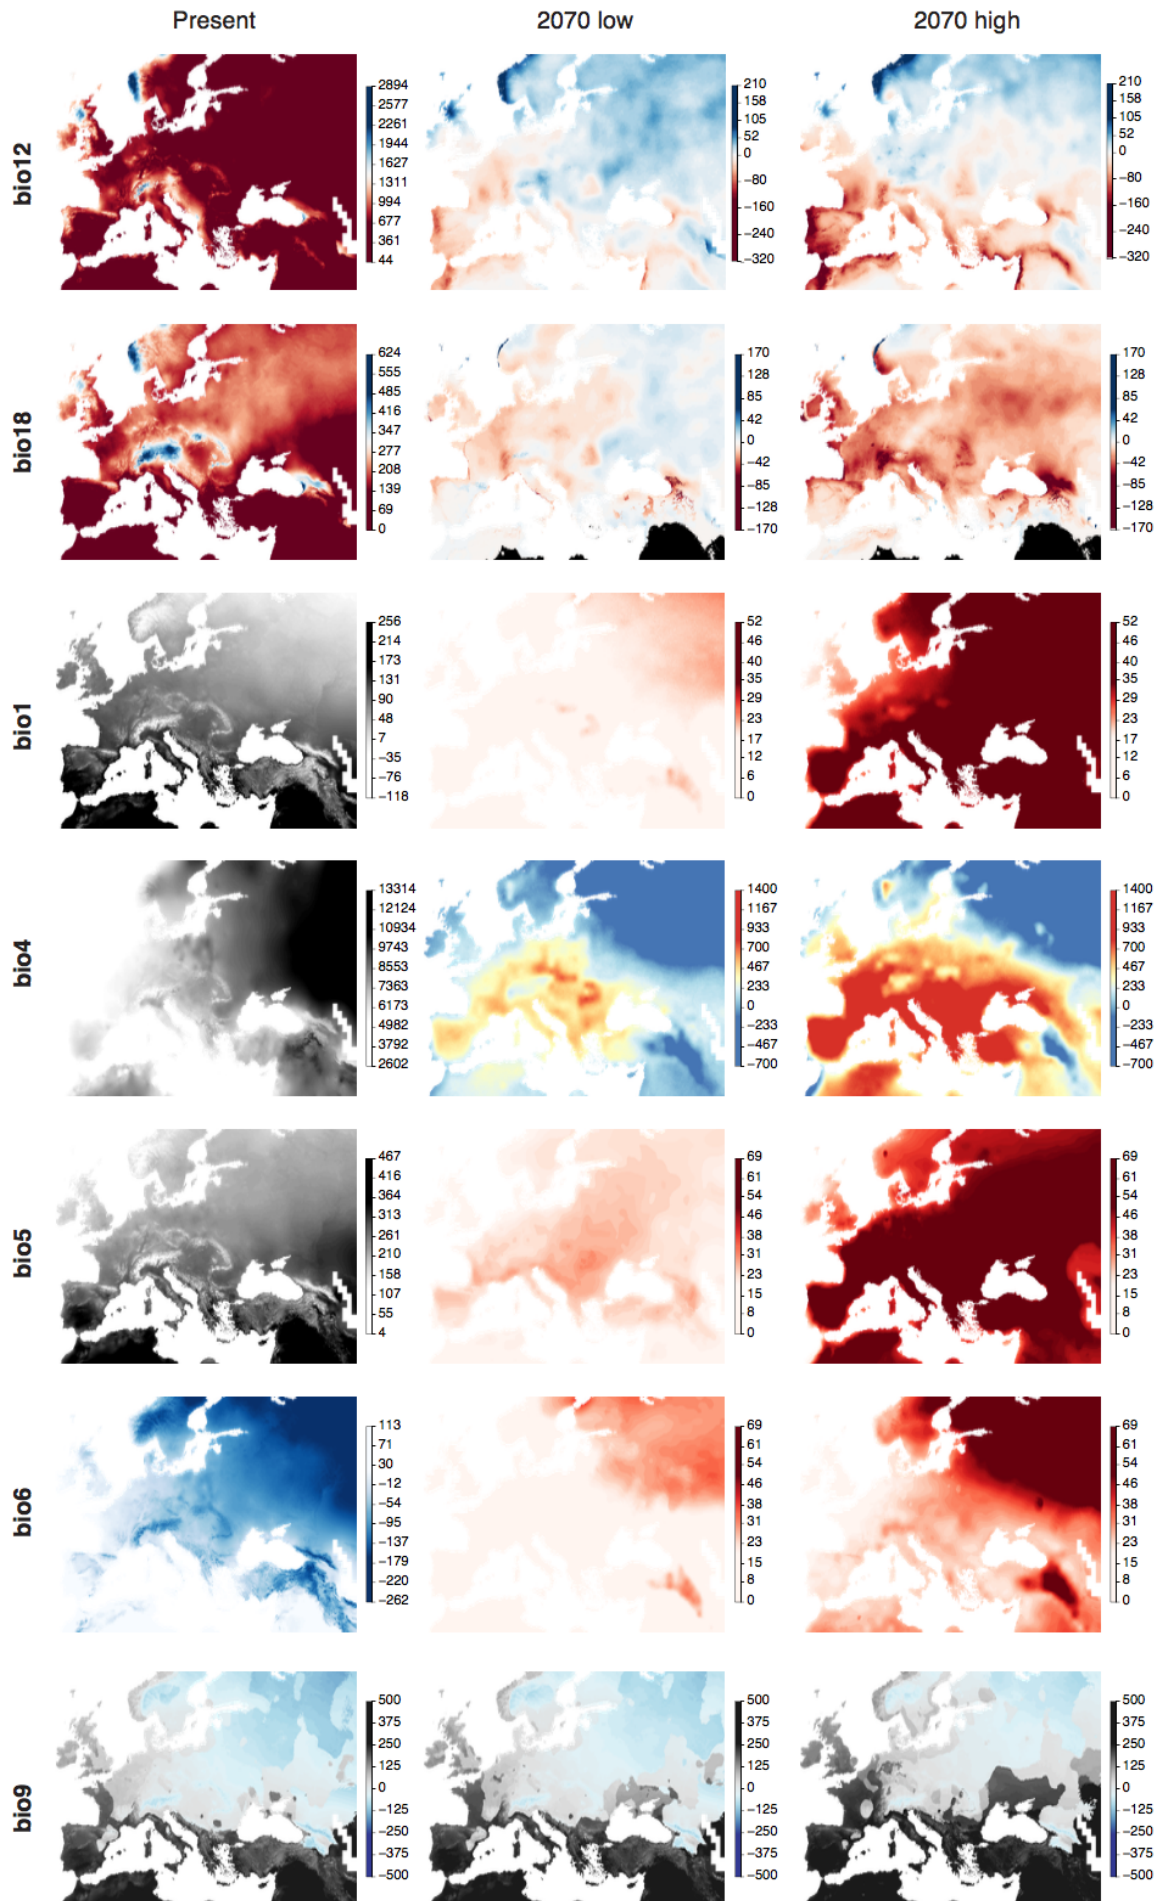 Present 2070 low 2070 high
bio12
2894 2577 2261 1944 1627 1311 994 677 361 44
210 158 105 52 0 −80 −160 −240 −320
210 158 105 52 0 −80 −160 −240 −320
bio18
624 555 485 416 347 277 208 139 69 0
170 128 85 42 0 −42 −85 −128 −170
170 128 85 42 0 −42 −85 −128 −170
bio1
256 214 173 131 90 48 7 −35 −76 −118
52 46 40 35 29 23 17 12 6 0
52 46 40 35 29 23 17 12 6 0
bio4
13314 12124 10934 9743 8553 7363 6173 4982 3792 2602
1400 1167 933 700 467 233 0 −233 −467 −700
1400 1167 933 700 467 233 0 −233 −467 −700
bio5
467 416 364 313 261 210 158 107 55 4
69 61 54 46 38 31 23 15 8 0
69 61 54 46 38 31 23 15 8 0
bio6
113 71 30 −12 −54 −95 −137 −179 −220 −262
69 61 54 46 38 31 23 15 8 0
69 61 54 46 38 31 23 15 8 0
bio9
500 375 250 125 0 −125 −250 −375 −500
500 375 250 125 0 −125 −250 −375 −500
500 375 250 125 0 −125 −250 −375 −500